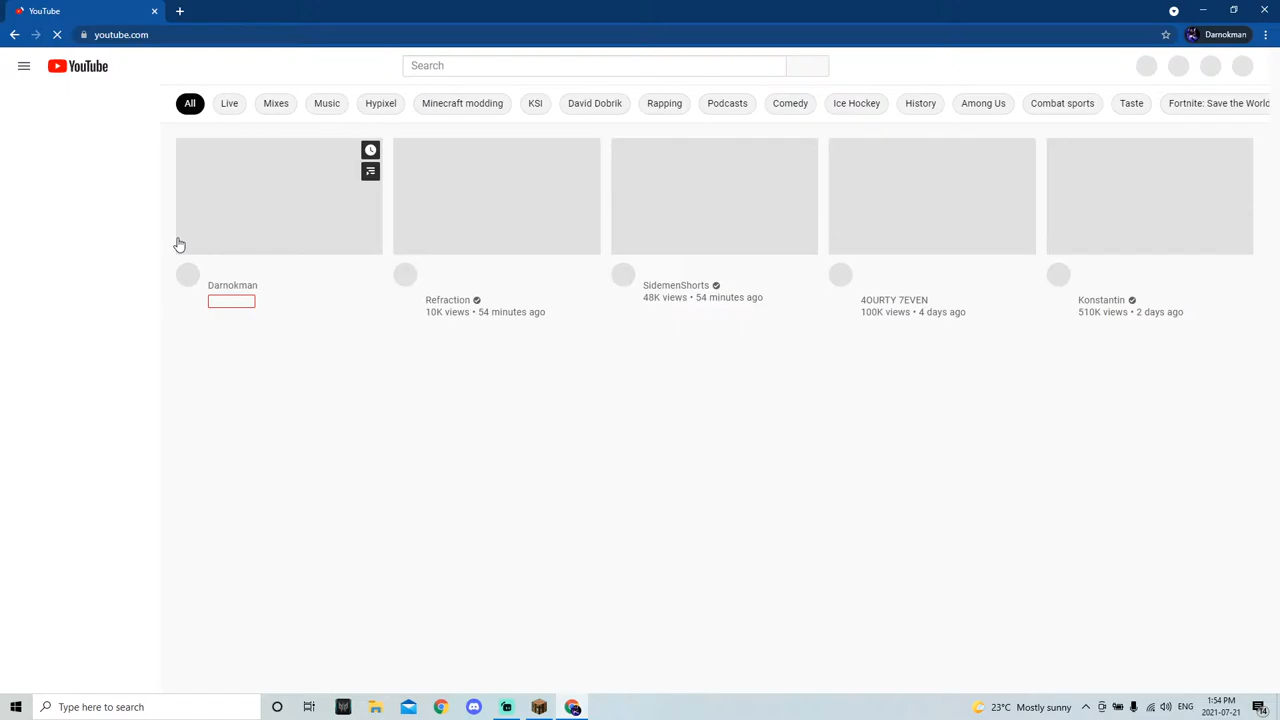 YouTube
youtube.com
Darnokman
YouTube
Search
All
Live
Mixes
Music
Hypixel
Minecraft modding
KSI
David Dobrik
Rapping
Podcasts
Comedy
Ice Hockey
History
Among Us
Combat sports
Taste
Fortnite: Save the World
Darnokman
Refraction
10K views • 54 minutes ago
SidemenShorts
48K views • 54 minutes ago
4OURTY 7EVEN
100K views • 4 days ago
Konstantin
510K views • 2 days ago
Type here to search
23°C Mostly sunny
ENG
1:54 PM
2021-07-21
14